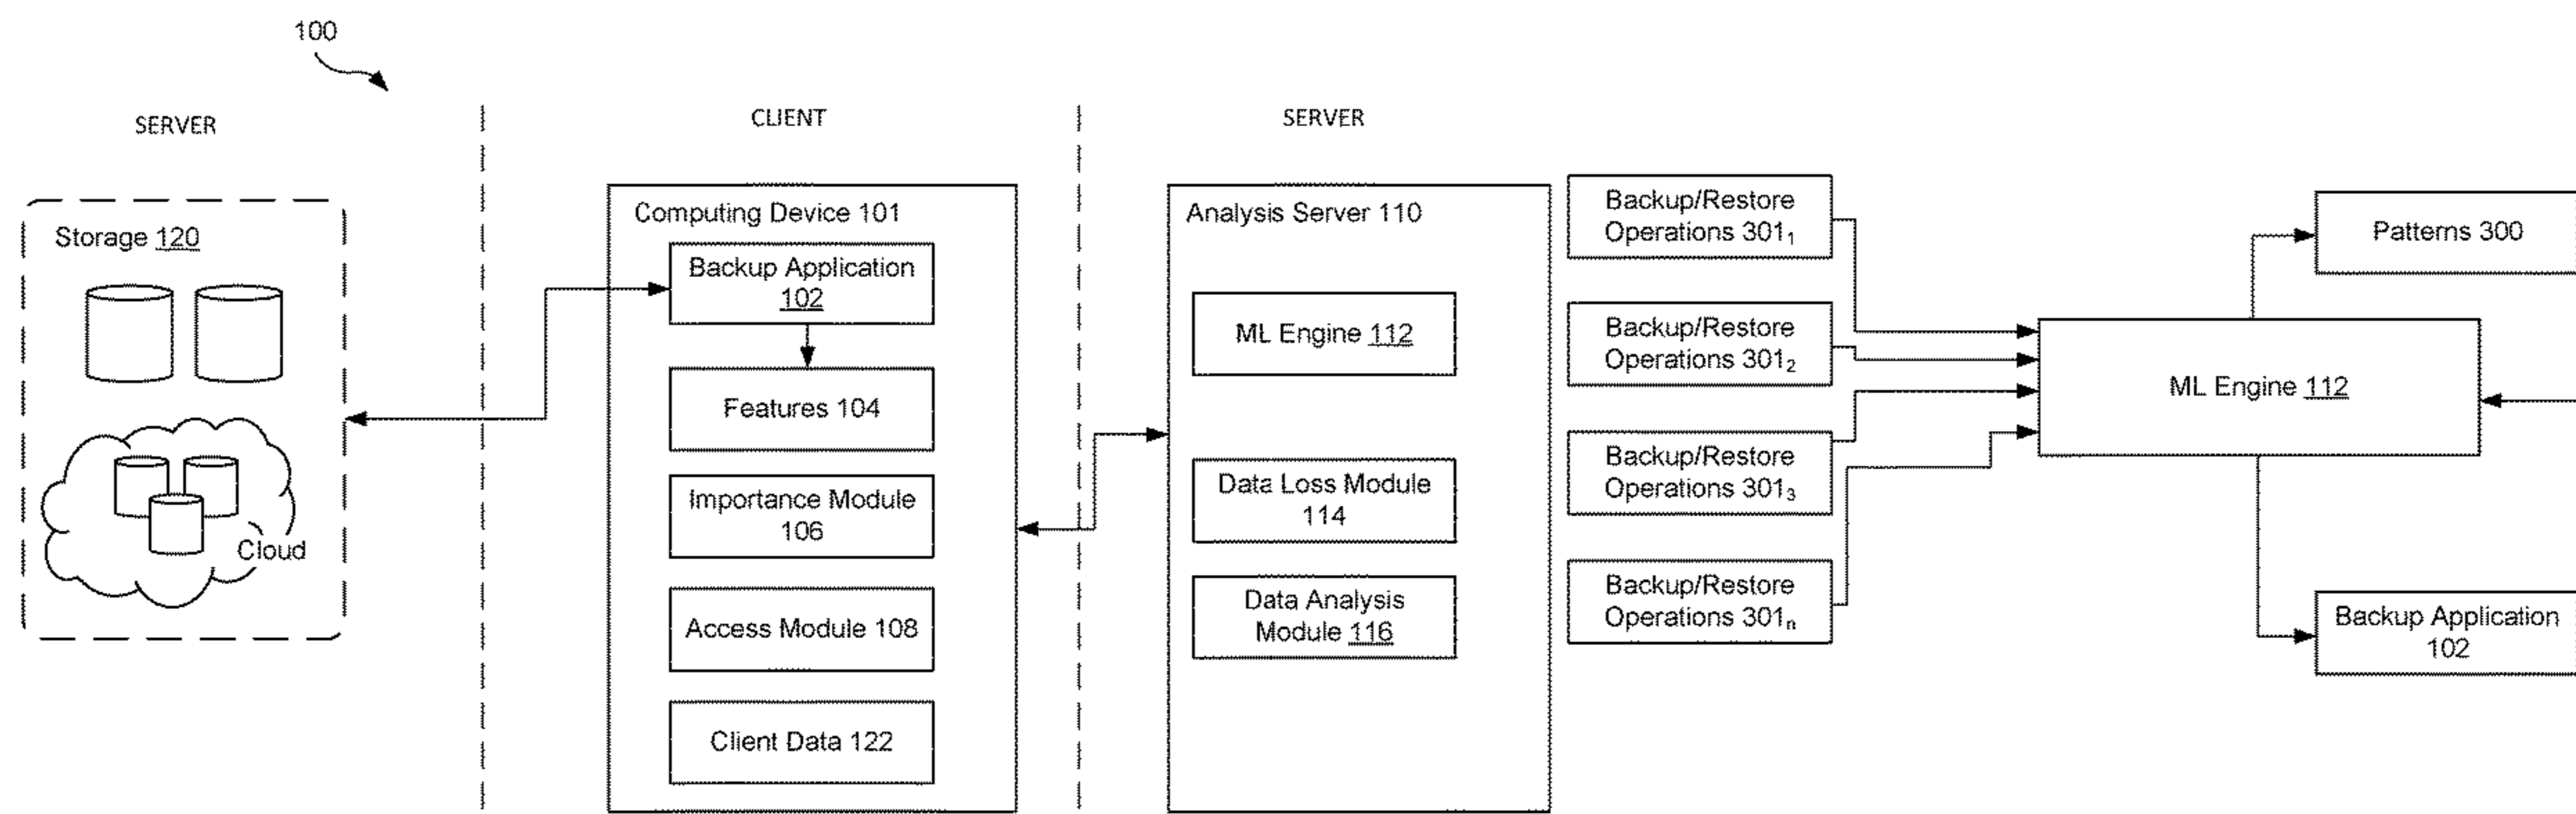 100
SERVER
CLIENT
SERVER
Storage 120
Cloud
Computing Device 101
Backup Application
102
Features 104
Importance Module
106
Access Module 108
Client Data 122
Analysis Server 110
ML Engine 112
Data Loss Module
114
Data Analysis
Module 116
Backup/Restore
Operations 301₁
Backup/Restore
Operations 301₂
Backup/Restore
Operations 301₃
Backup/Restore
Operations 301ₙ
ML Engine 112
Patterns 300
Backup Application
102